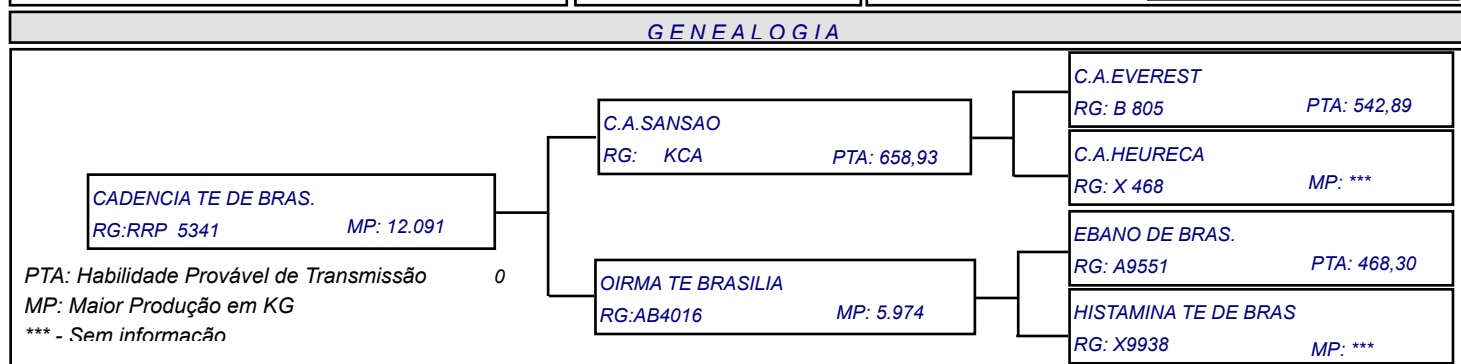 G E N E A L O G I A
CADENCIA TE DE BRAS.
RG:RRP 5341 MP: 12.091
C.A.SANSAO
RG: KCA PTA: 658,93
OIRMA TE BRASILIA
RG:AB4016 MP: 5.974
C.A.EVEREST
RG: B 805 PTA: 542,89
C.A.HEURECA
RG: X 468 MP: ***
EBANO DE BRAS.
RG: A9551 PTA: 468,30
HISTAMINA TE DE BRAS
RG: X9938 MP: ***
PTA: Habilidade Provável de Transmissão 0
MP: Maior Produção em KG
*** - Sem informação